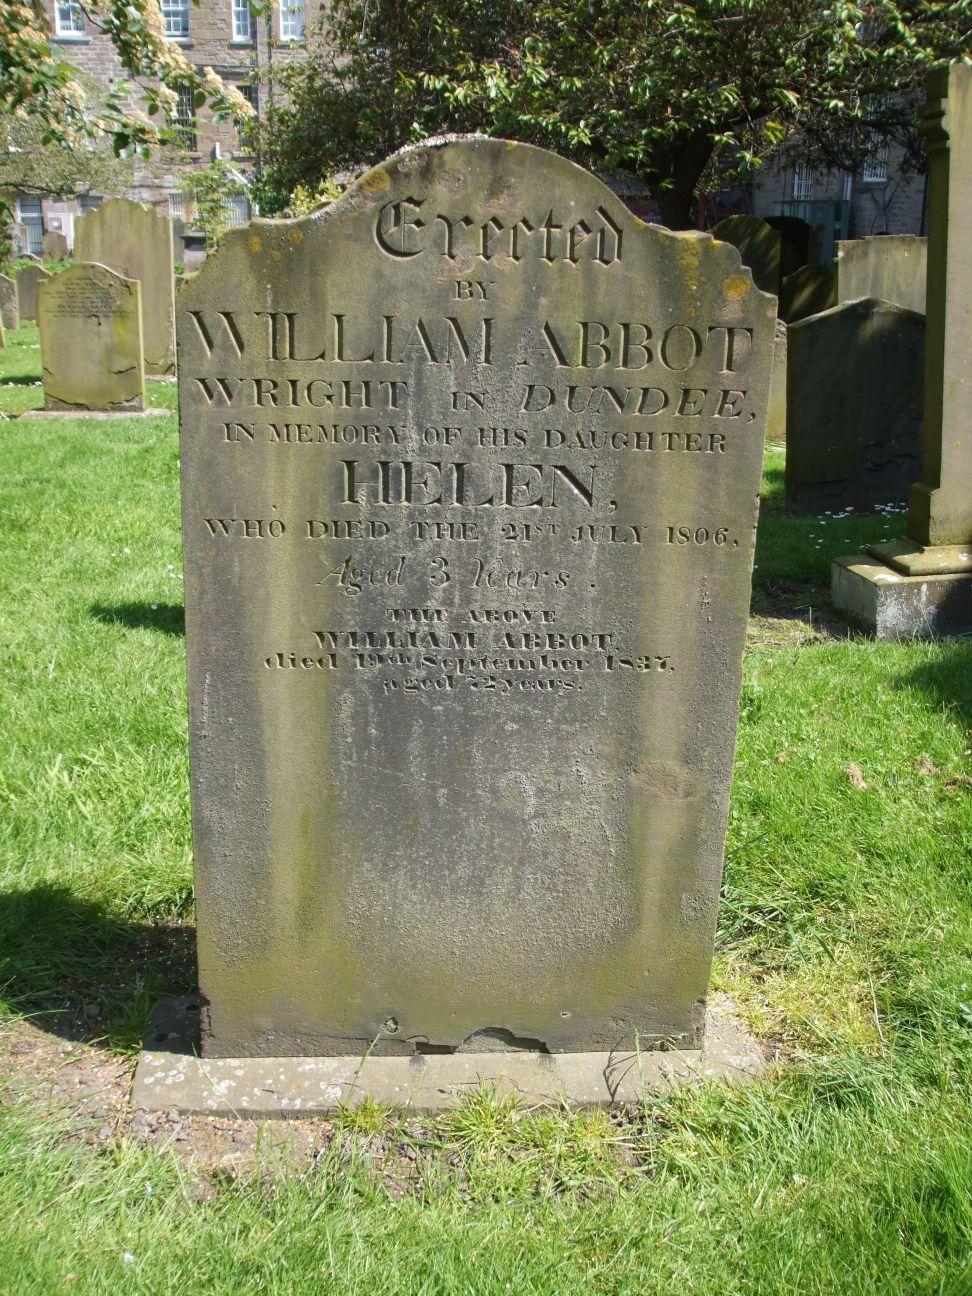 Erected
BY
WILLIAM ABBOT
WRIGHT IN DUNDEE,
IN MEMORY OF HIS DAUGHTER
HELEN,
WHO DIED THE 21ST JULY 1806,
Aged 3 Years.
THE ABOVE
WILLIAM ABBOT,
died 19th September 1837.
aged 72 years.